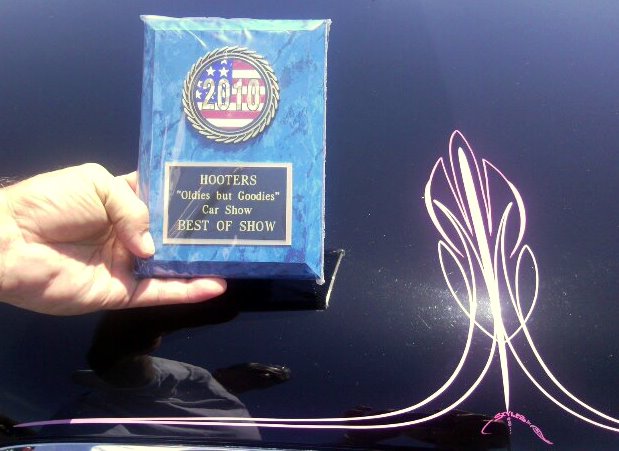 2010
HOOTERS
"Oldies but Goodies"
Car Show
BEST OF SHOW